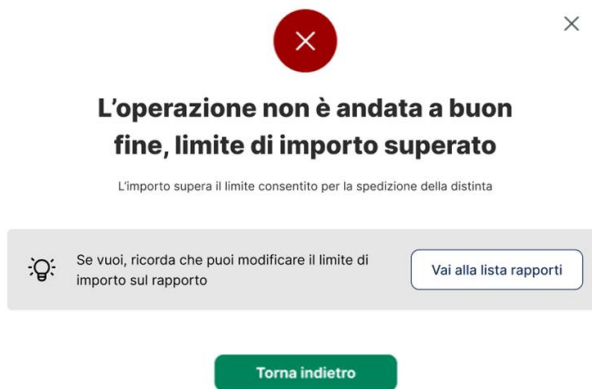 L’operazione non è andata a buon
fine, limite di importo superato
L’importo supera il limite consentito per la spedizione della distinta
Se vuoi, ricorda che puoi modificare il limite di
importo sul rapporto
Vai alla lista rapporti
Torna indietro